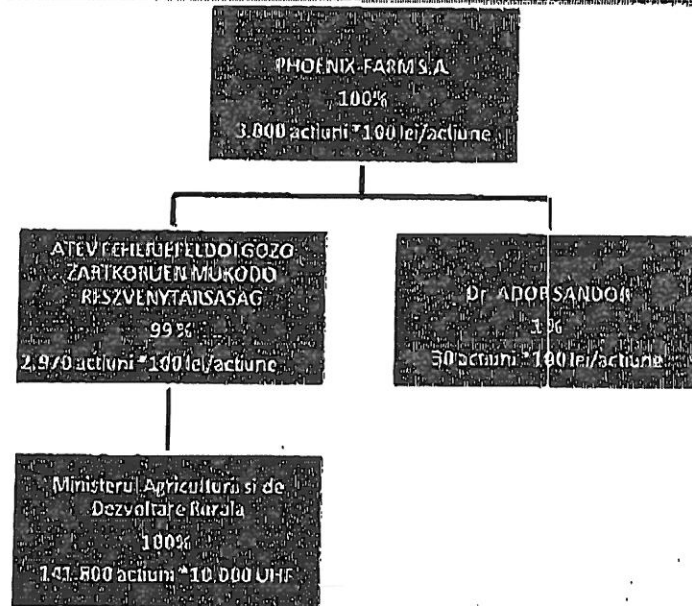 PHOENIX-FARM S.A.
100%
3.000 actiuni *100 lei/actiune
ATEV FEHERJEFELDOLGOZO
ZARTKORUEN MUKODO
RESZVENYTARSASAG
99%
2.970 actiuni *100 lei/actiune
Dr. ADOR SANDOR
1%
30 actiuni *100 lei/actiune
Ministerul Agriculturii si de
Dezvoltare Rurala
100%
141.800 actiuni *10.000 UHF